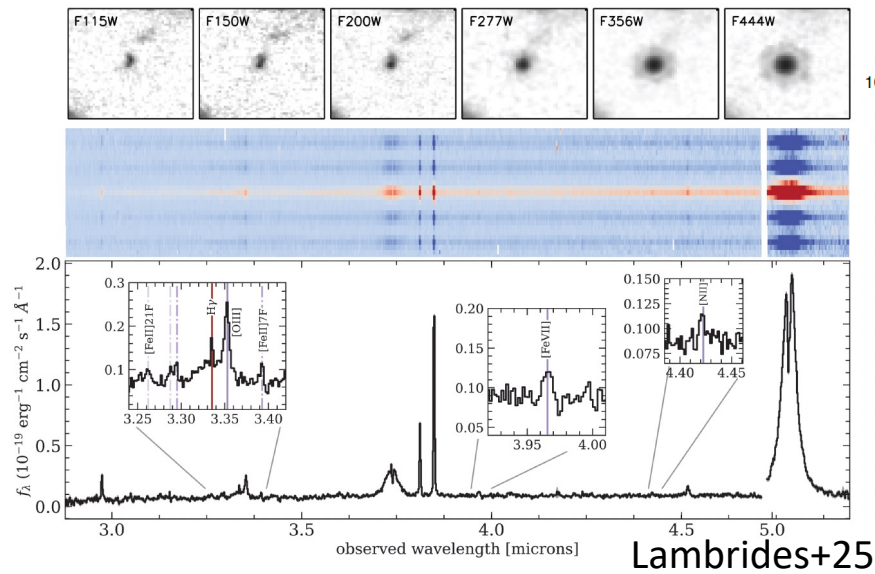 F115W F150W F200W F277W F356W F444W
2.0
1.5
1.0
0.5
0.0
f_λ (10⁻¹⁹ erg⁻¹ cm⁻² s⁻¹ Å⁻¹)
0.3
0.2
0.1
[FeII]21F
Hγ
[OIII]
[FeII]7F
3.25 3.30 3.35 3.40
0.20
0.15
0.10
0.05
[FeVII]
3.95 4.00
0.150
0.125
0.100
0.075
[NII]
4.40 4.45
3.0 3.5 4.0 4.5 5.0
observed wavelength [microns]
Lambrides+25